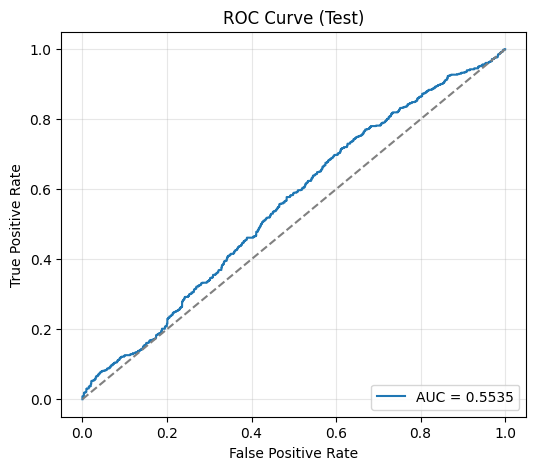 ROC Curve (Test)
True Positive Rate
1.0
0.8
0.6
0.4
0.2
0.0
0.0 0.2 0.4 0.6 0.8 1.0
False Positive Rate
AUC = 0.5535